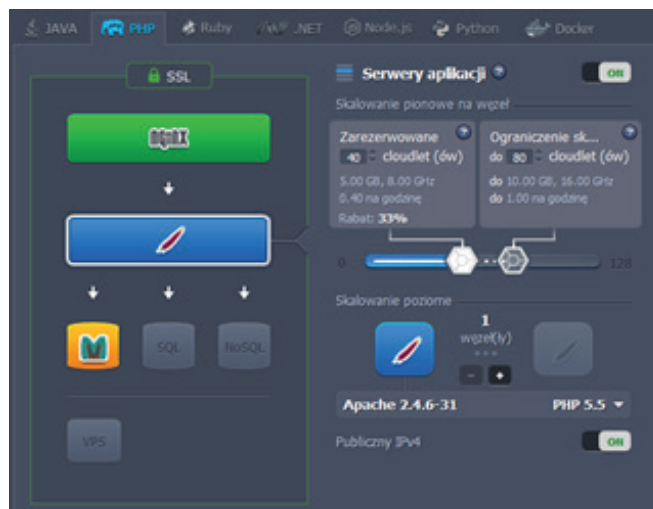 JAVA PHP Ruby .NET Node.js Python Docker
SSL
Serwery aplikacji ? ON
Skalowanie pionowe na węzeł
NGINX
Zarezerwowane ? Ograniczenie sk... ?
40 cloudlet (ów) do 80 cloudlet (ów)
5.00 GB, 8.00 GHz do 10.00 GB, 16.00 GHz
0.40 na godzinę do 1.00 na godzinę
Rabat: 33%
0 128
Skalowanie poziome
1
węzeł(ły)
SQL NoSQL
- +
Apache 2.4.6-31 PHP 5.5
VPS
Publiczny IPv4 ON